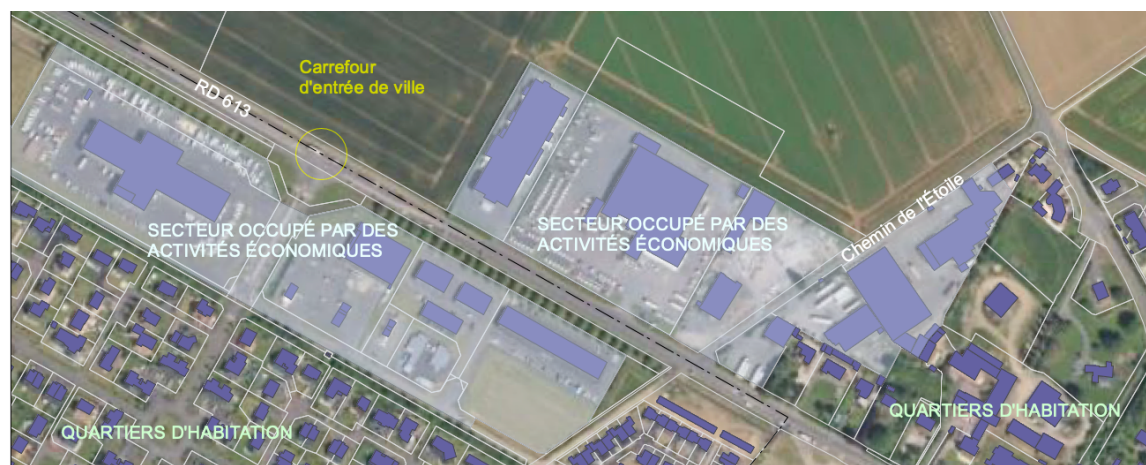 Carrefour
d'entrée de ville
RD 613
Chemin de l'Étoile
SECTEUR OCCUPÉ PAR DES
ACTIVITÉS ÉCONOMIQUES
SECTEUR OCCUPÉ PAR DES
ACTIVITÉS ÉCONOMIQUES
QUARTIERS D'HABITATION
QUARTIERS D'HABITATION